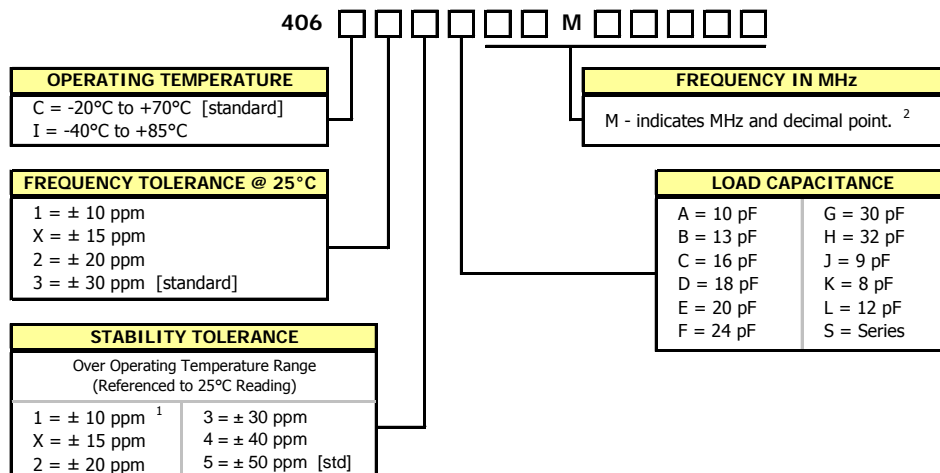 406 M
OPERATING TEMPERATURE
C = -20°C to +70°C [standard]
I = -40°C to +85°C
FREQUENCY IN MHz
M - indicates MHz and decimal point. 2
FREQUENCY TOLERANCE @ 25°C
1 = ± 10 ppm
X = ± 15 ppm
2 = ± 20 ppm
3 = ± 30 ppm [standard]
LOAD CAPACITANCE
A = 10 pF
B = 13 pF
C = 16 pF
D = 18 pF
E = 20 pF
F = 24 pF
G = 30 pF
H = 32 pF
J = 9 pF
K = 8 pF
L = 12 pF
S = Series
STABILITY TOLERANCE
Over Operating Temperature Range
(Referenced to 25°C Reading)
1 = ± 10 ppm 1
X = ± 15 ppm
2 = ± 20 ppm
3 = ± 30 ppm
4 = ± 40 ppm
5 = ± 50 ppm [std]